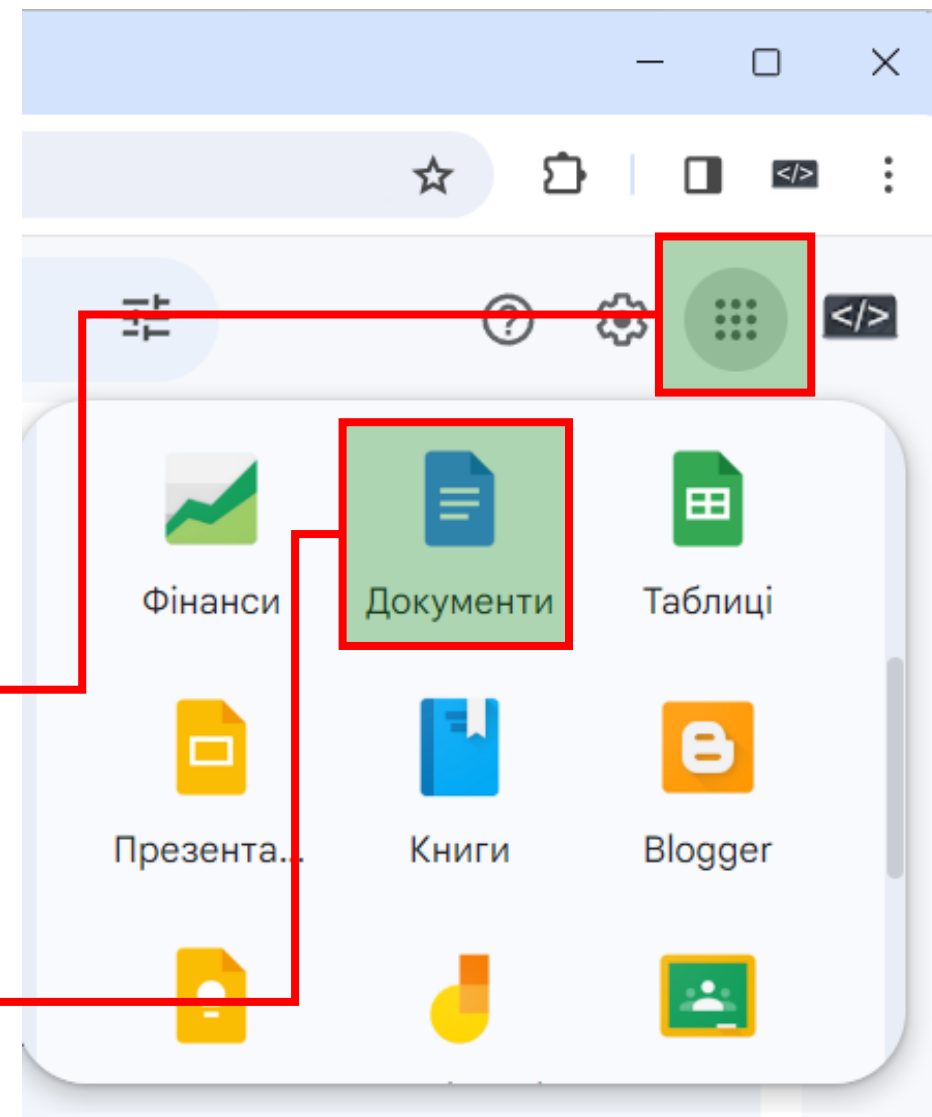 </>
</>
Фінанси
Документи
Таблиці
Презента...
Книги
Blogger